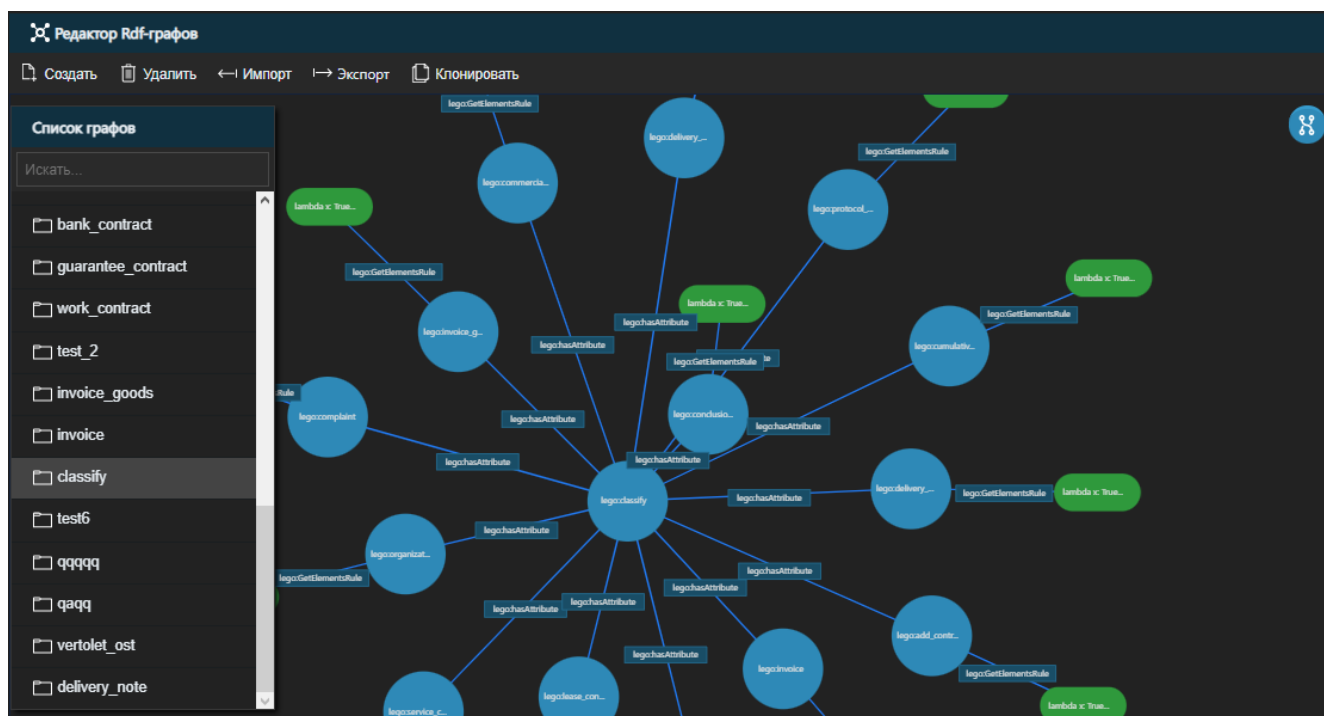 Редактор Rdf-графов
Создать Удалить Импорт Экспорт Клонировать
Список графов
Искать...
bank_contract
guarantee_contract
work_contract
test_2
invoice_goods
invoice
classify
test6
qqqqq
qaqq
vertolet_ost
delivery_note
lego:GetElementsRule
lego:delivery_...
lego:GetElementsRule
lego:commercia...
lambda x: True...
lego:protocol_...
lego:GetElementsRule
lambda x: True...
lambda x: True...
lego:GetElementsRule
lego:invoice_g...
lego:hasAttribute
lego:hasAttribute
lego:cumulativ...
lego:GetElementsRule
Rule
lego:complaint
lego:hasAttribute
lego:conclusio...
lego:hasAttribute
lego:hasAttribute
lego:hasAttribute
lego:classify
lego:hasAttribute
lego:delivery_...
lego:GetElementsRule
lambda x: True...
lego:hasAttribute
lego:organizat...
lego:GetElementsRule
lego:hasAttribute
lego:hasAttribute
lego:hasAttribute
lego:hasAttribute
lego:add_contr...
lego:hasAttribute
lego:invoice
lego:GetElementsRule
lego:lease_con...
lego:service_c...
lambda x: True...